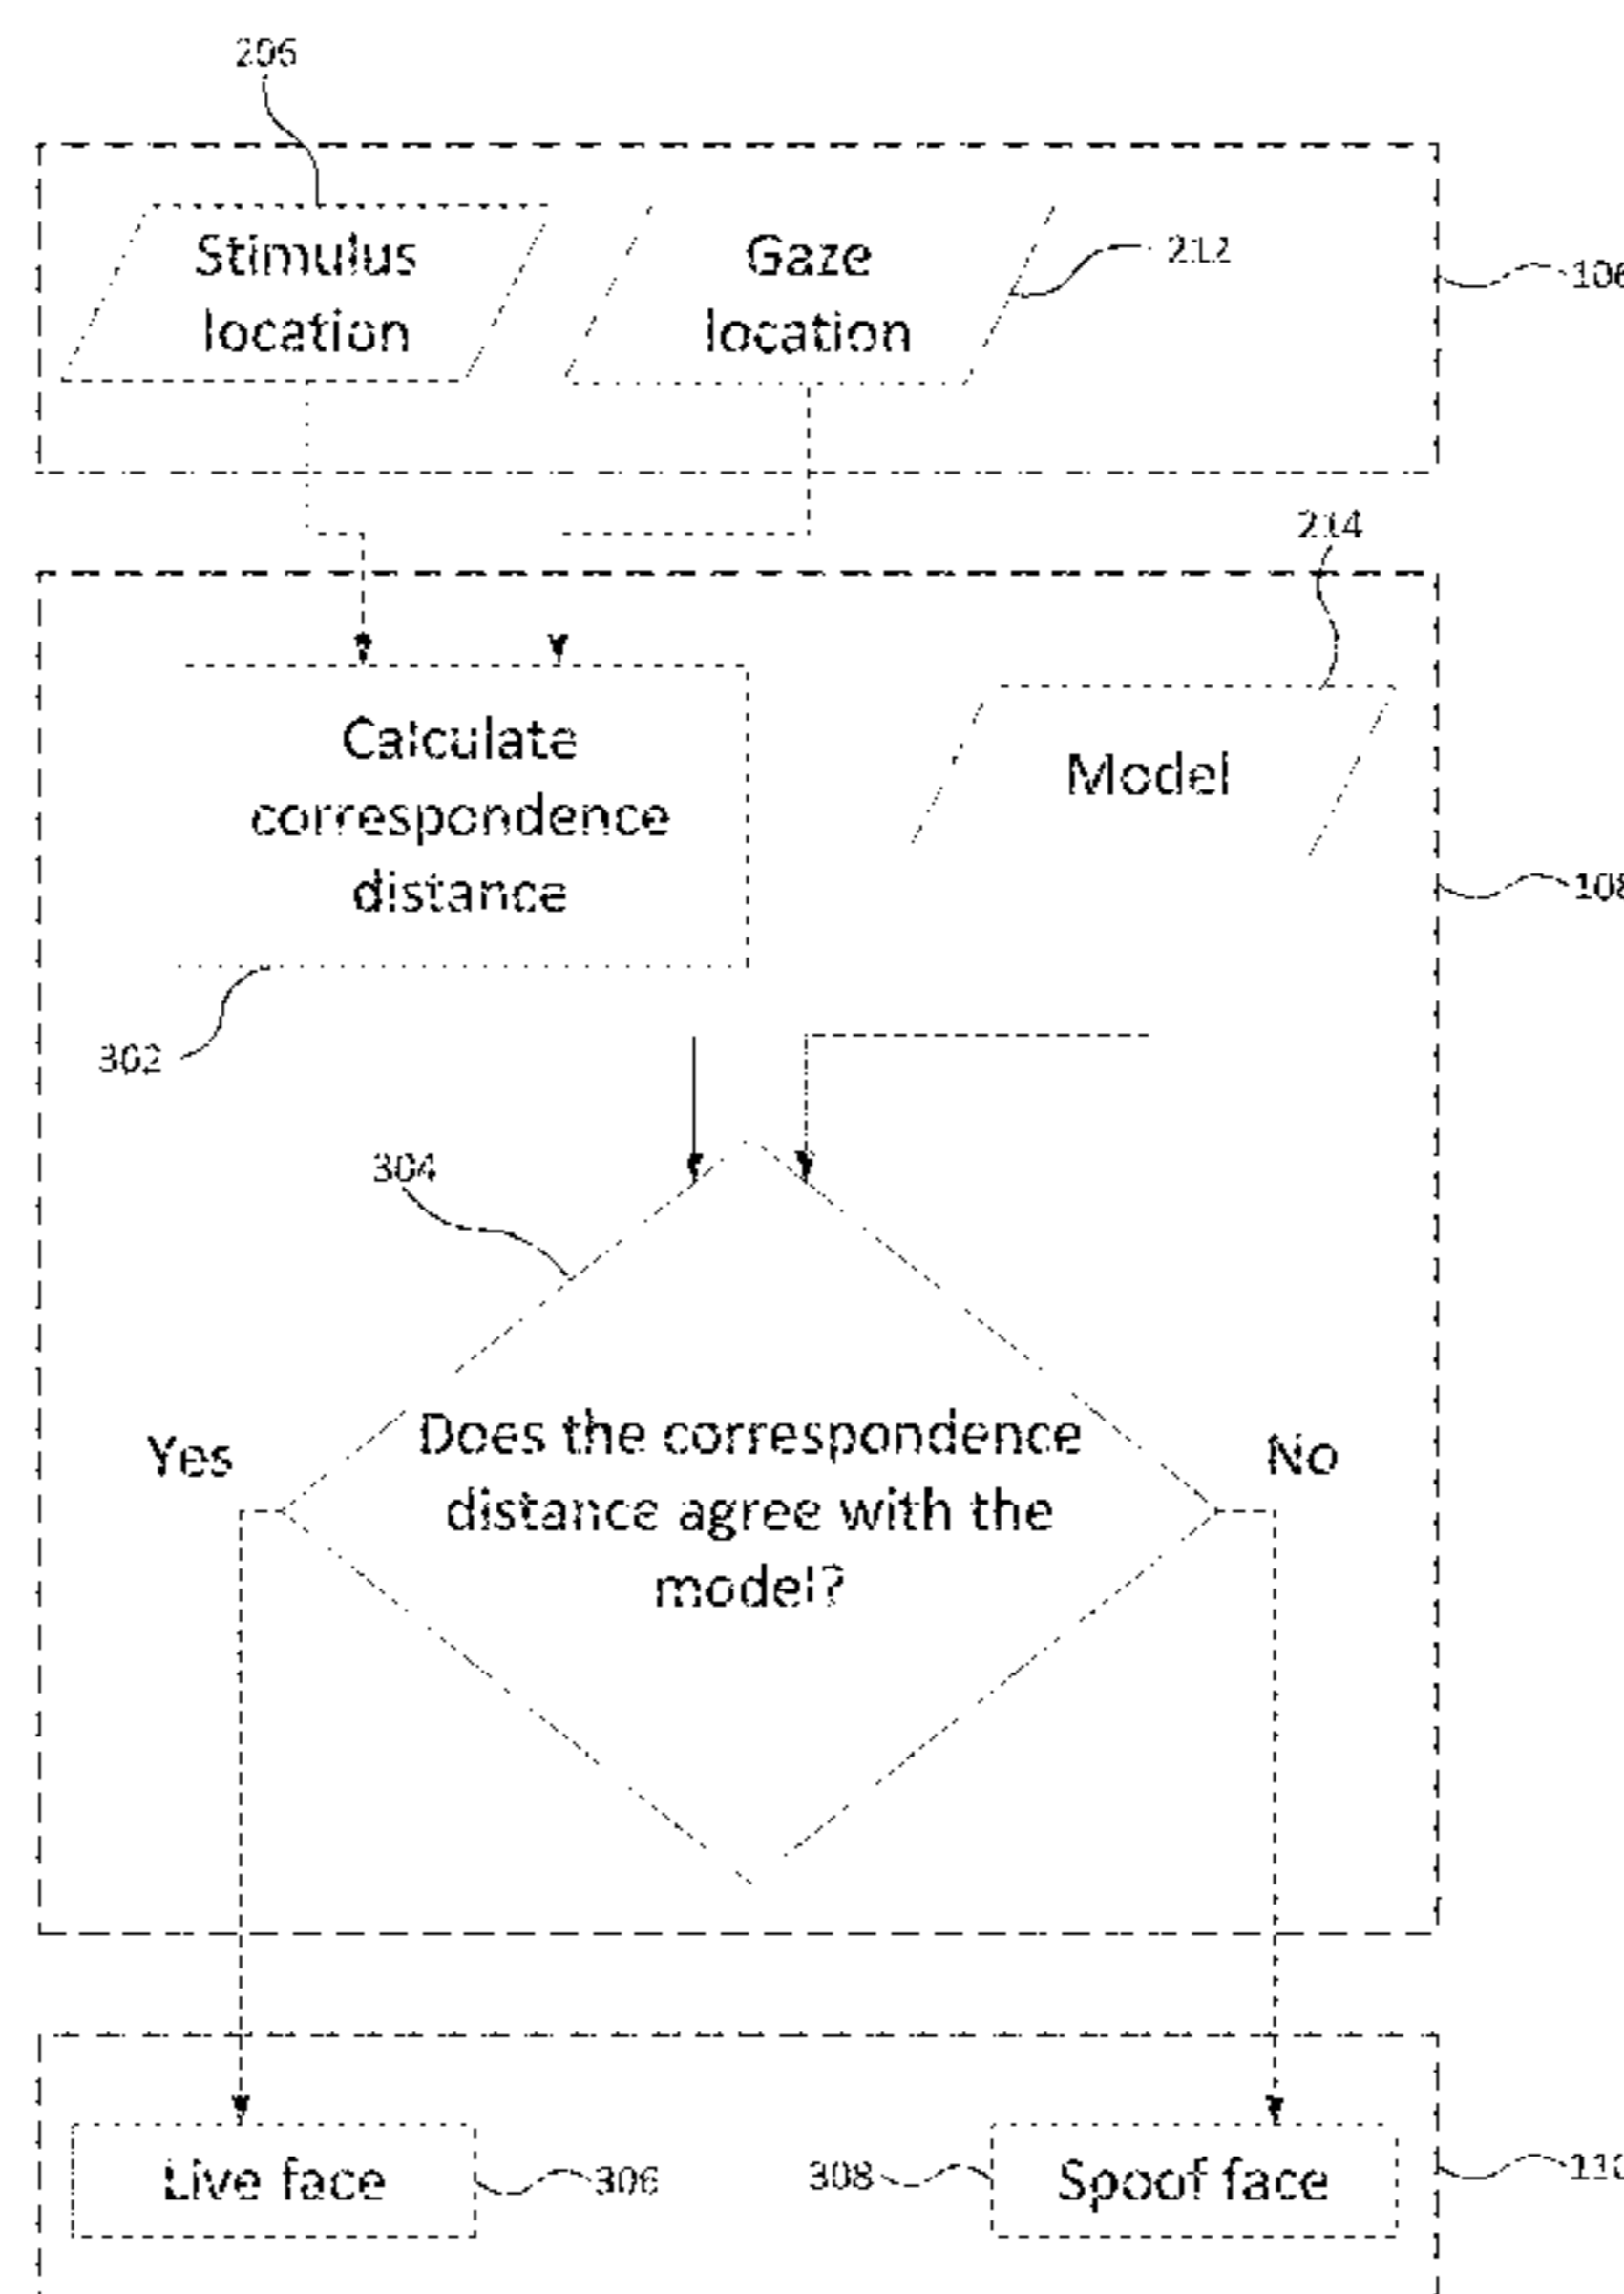 206
Stimulus
location
Gaze
location
212
106
214
Calculate
correspondence
distance
Model
108
302
304
Yes
Does the correspondence
distance agree with the
model?
No
Live face
306
308
Spoof face
110